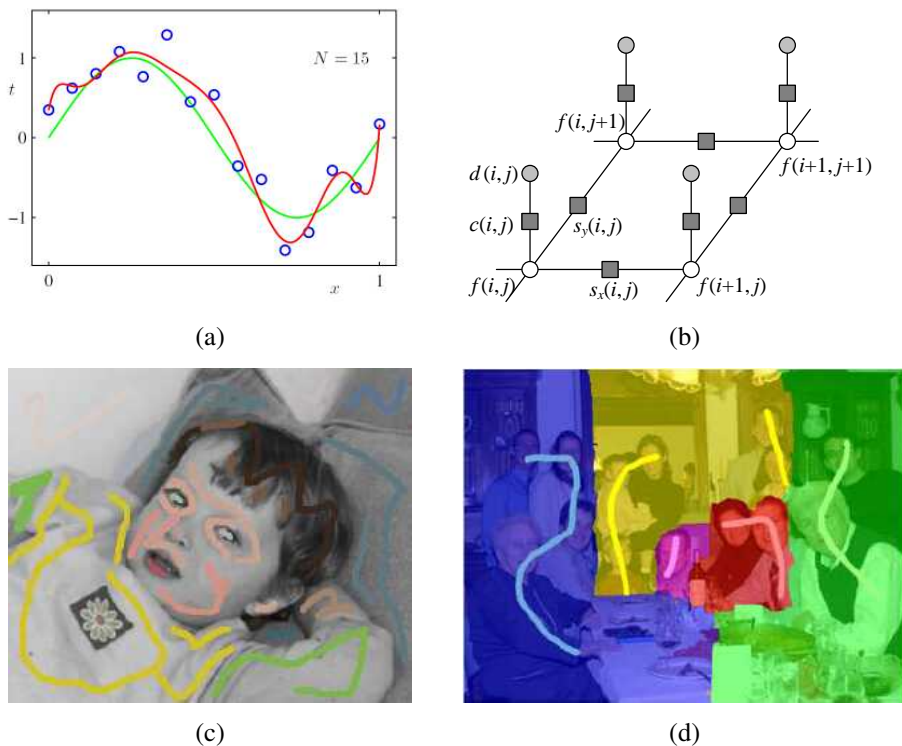 N = 15
1
t
0
−1
0
x
1
(a)
f(i, j+1)
f(i+1, j+1)
d(i, j)
c(i, j)
s_y(i, j)
f(i, j)
s_x(i, j)
f(i+1, j)
(b)
(c)
(d)